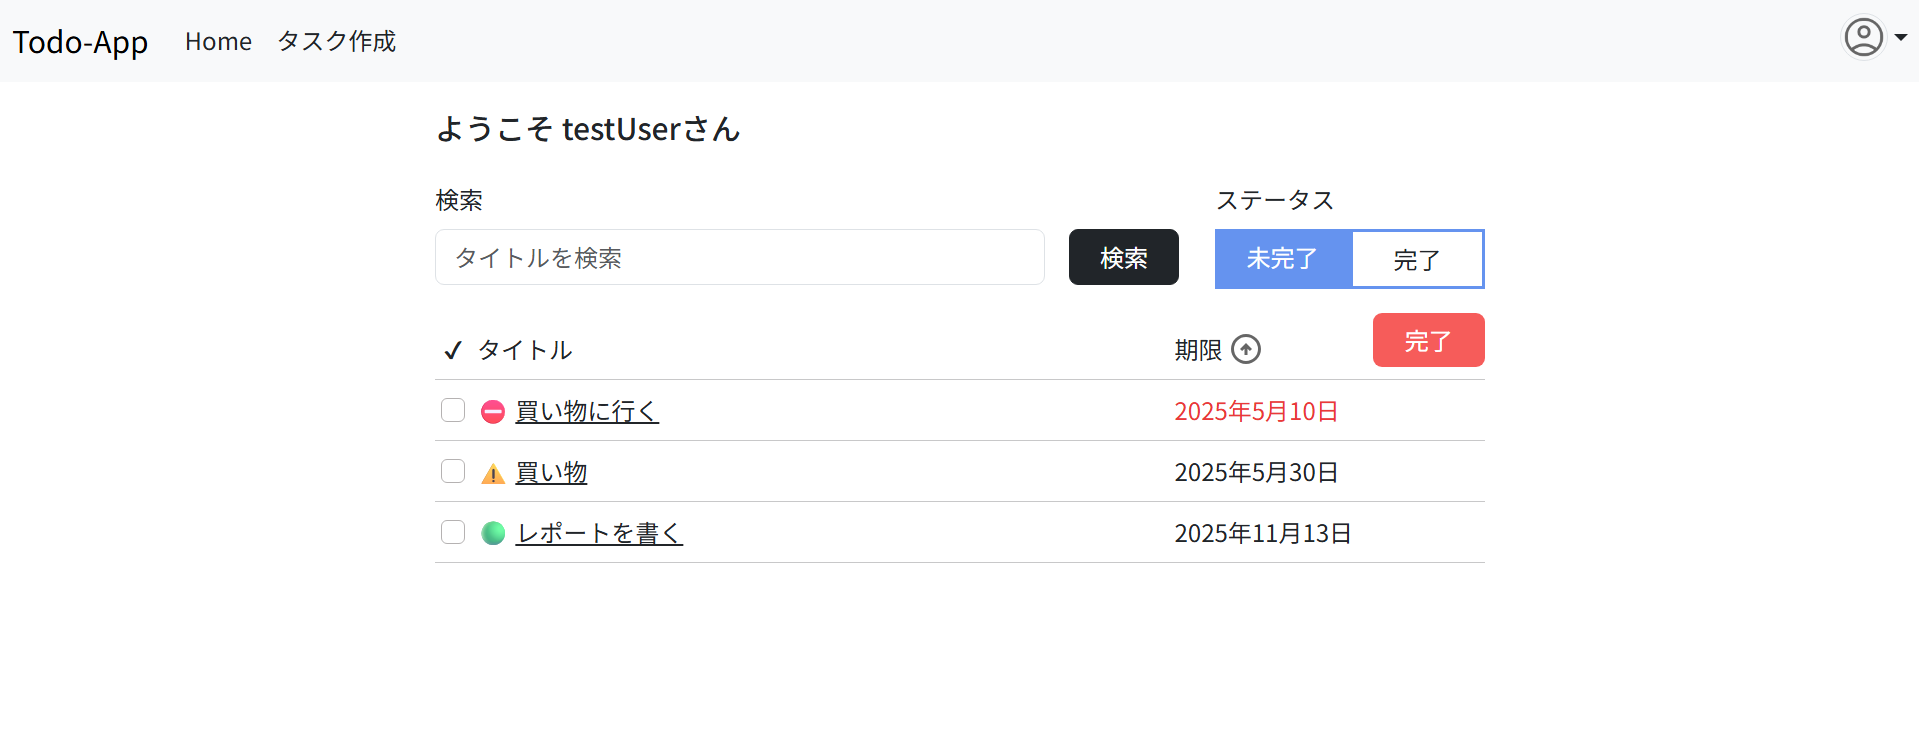 Todo-App Home タスク作成
ようこそ testUserさん
検索 ステータス
タイトルを検索 検索 未完了 完了
✓ タイトル 期限 完了
買い物に行く 2025年5月10日
買い物 2025年5月30日
レポートを書く 2025年11月13日